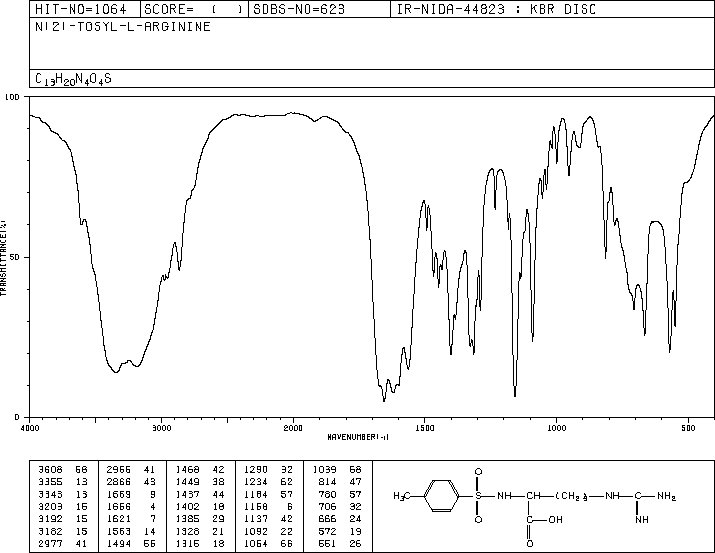 HIT-NO=1064 SCORE= ( ) SDBS-NO=623 IR-NIDA-44823 : KBR DISC
N(2)-TOSYL-L-ARGININE
C13H20N4O4S
100
50
0
TRANSMITTANCE(%)
4000 3000 2000 1500 1000 500
WAVENUMBER(-1)
3608 58 2956 41 1468 42 1290 32 1039 68
3355 13 2866 43 1449 38 1234 62 814 47
3343 13 1669 9 1437 44 1184 57 780 57
3203 15 1656 4 1402 18 1158 6 706 32
3192 15 1621 7 1385 29 1137 42 666 24
3182 15 1563 14 1328 21 1092 22 572 19
2977 41 1494 56 1315 18 1064 66 551 26
O
H3C S NH CH (CH2)3 NH C NH2
O C OH NH
O